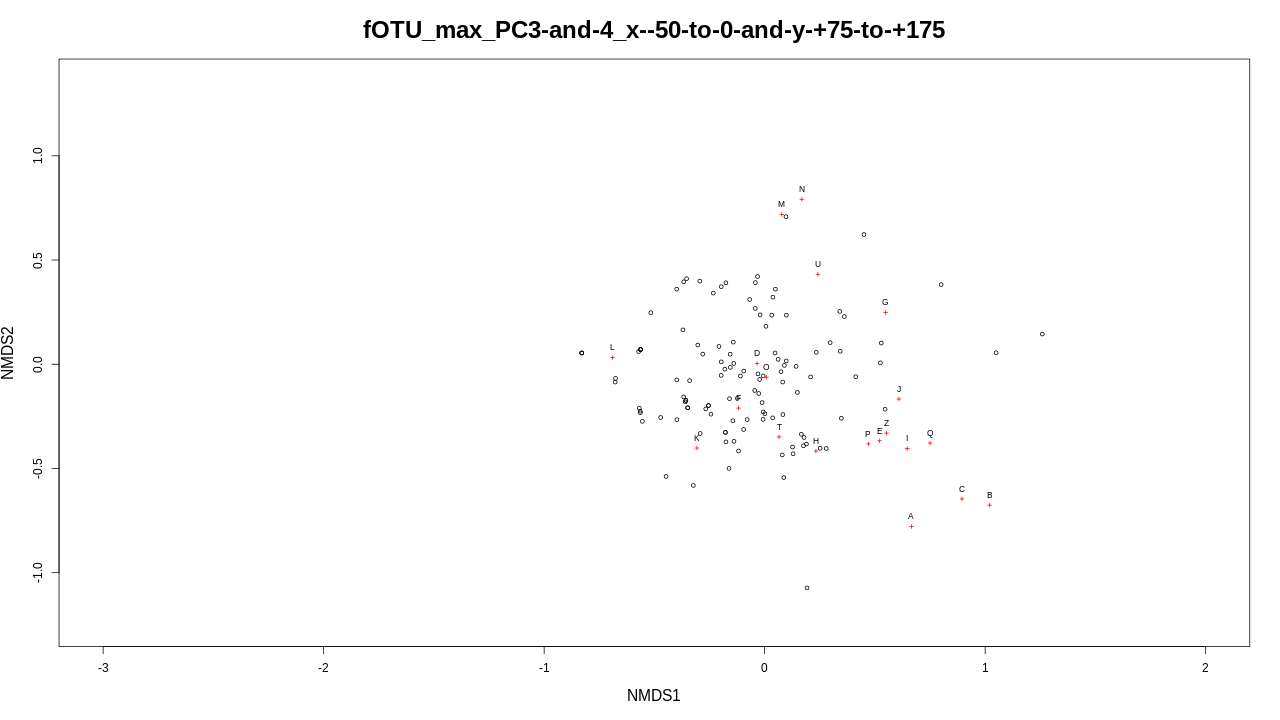 fOTU_max_PC3-and-4_x--50-to-0-and-y-+75-to-+175
NMDS2
1.0
0.5
0.0
-0.5
-1.0
N
M
U
G
L
D
O
J
F
Z
T
K
H
P
E
I
Q
C
B
A
-3
-2
-1
0
1
2
NMDS1